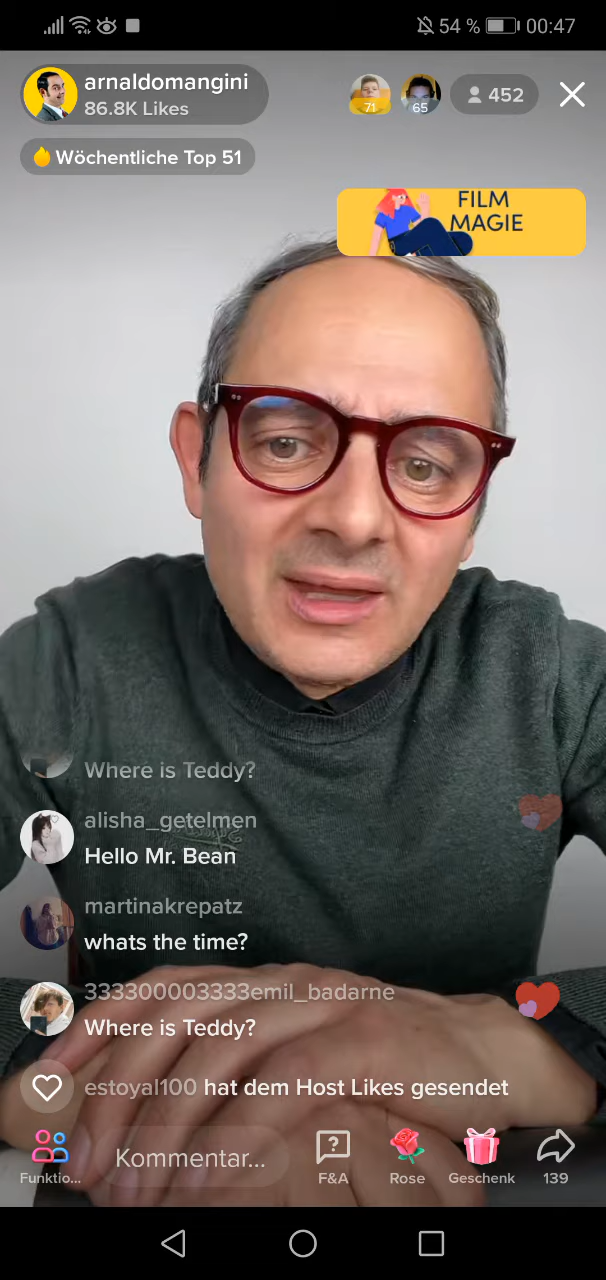 54 % 00:47
arnaldomangini
86.8K Likes
71
65
452
Wöchentliche Top 51
FILM
MAGIE
Where is Teddy?
alisha_getelmen
Hello Mr. Bean
martinakrepatz
whats the time?
333300003333emil_badarne
Where is Teddy?
estoyal100 hat dem Host Likes gesendet
Kommentar...
Funktio...
F&A
Rose
Geschenk
139